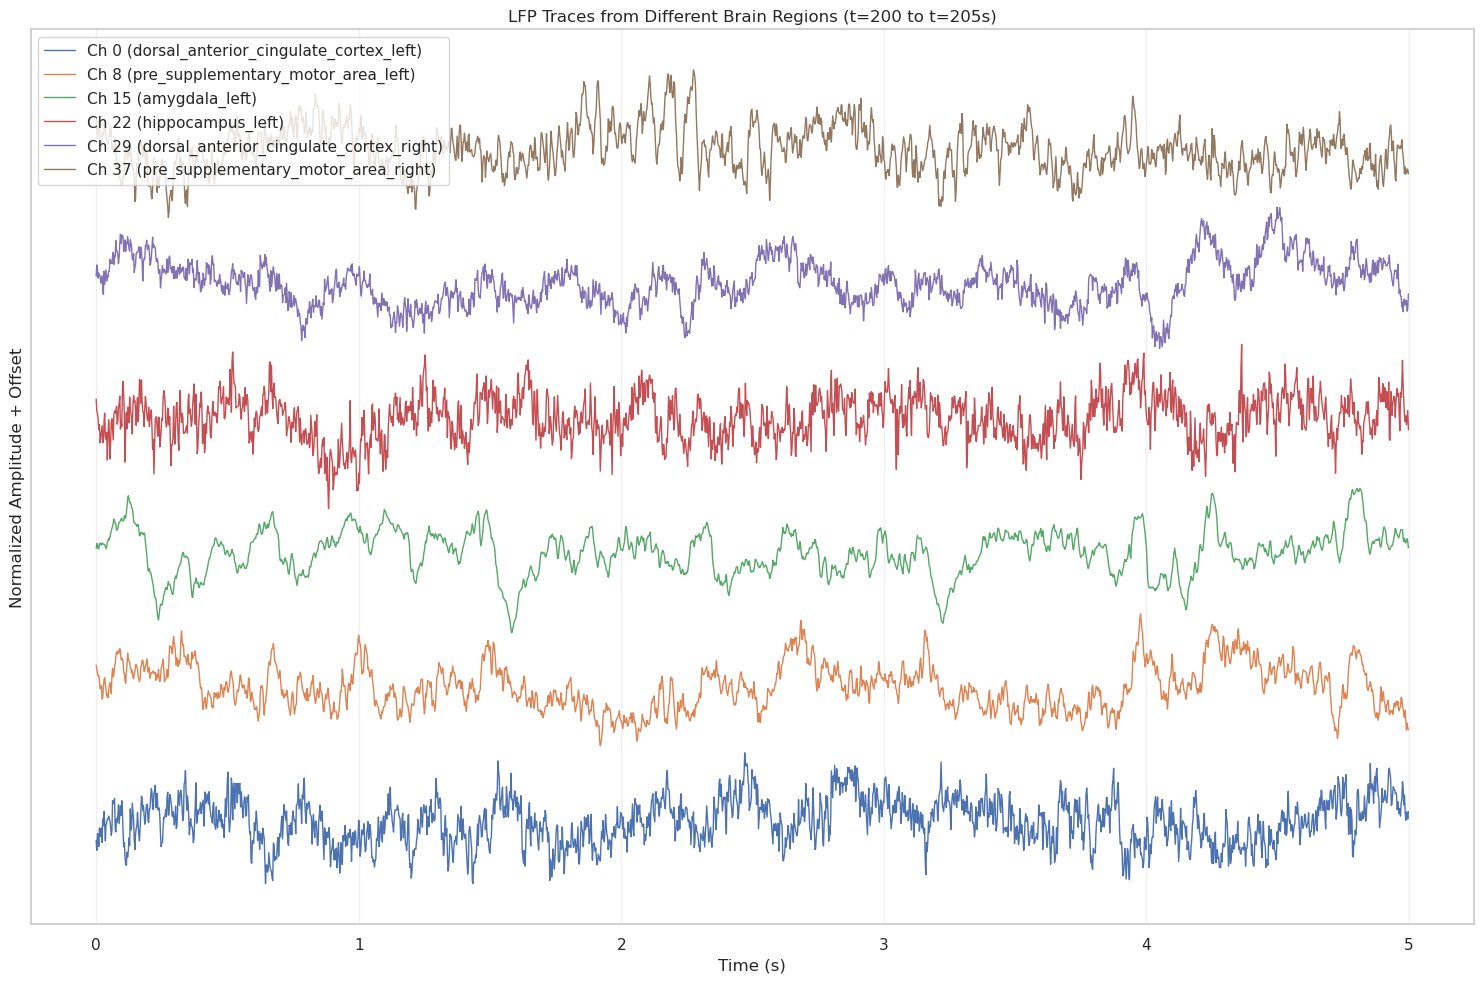 LFP Traces from Different Brain Regions (t=200 to t=205s)
Ch 0 (dorsal_anterior_cingulate_cortex_left)
Ch 8 (pre_supplementary_motor_area_left)
Ch 15 (amygdala_left)
Ch 22 (hippocampus_left)
Ch 29 (dorsal_anterior_cingulate_cortex_right)
Ch 37 (pre_supplementary_motor_area_right)
Normalized Amplitude + Offset
0 1 2 3 4 5
Time (s)